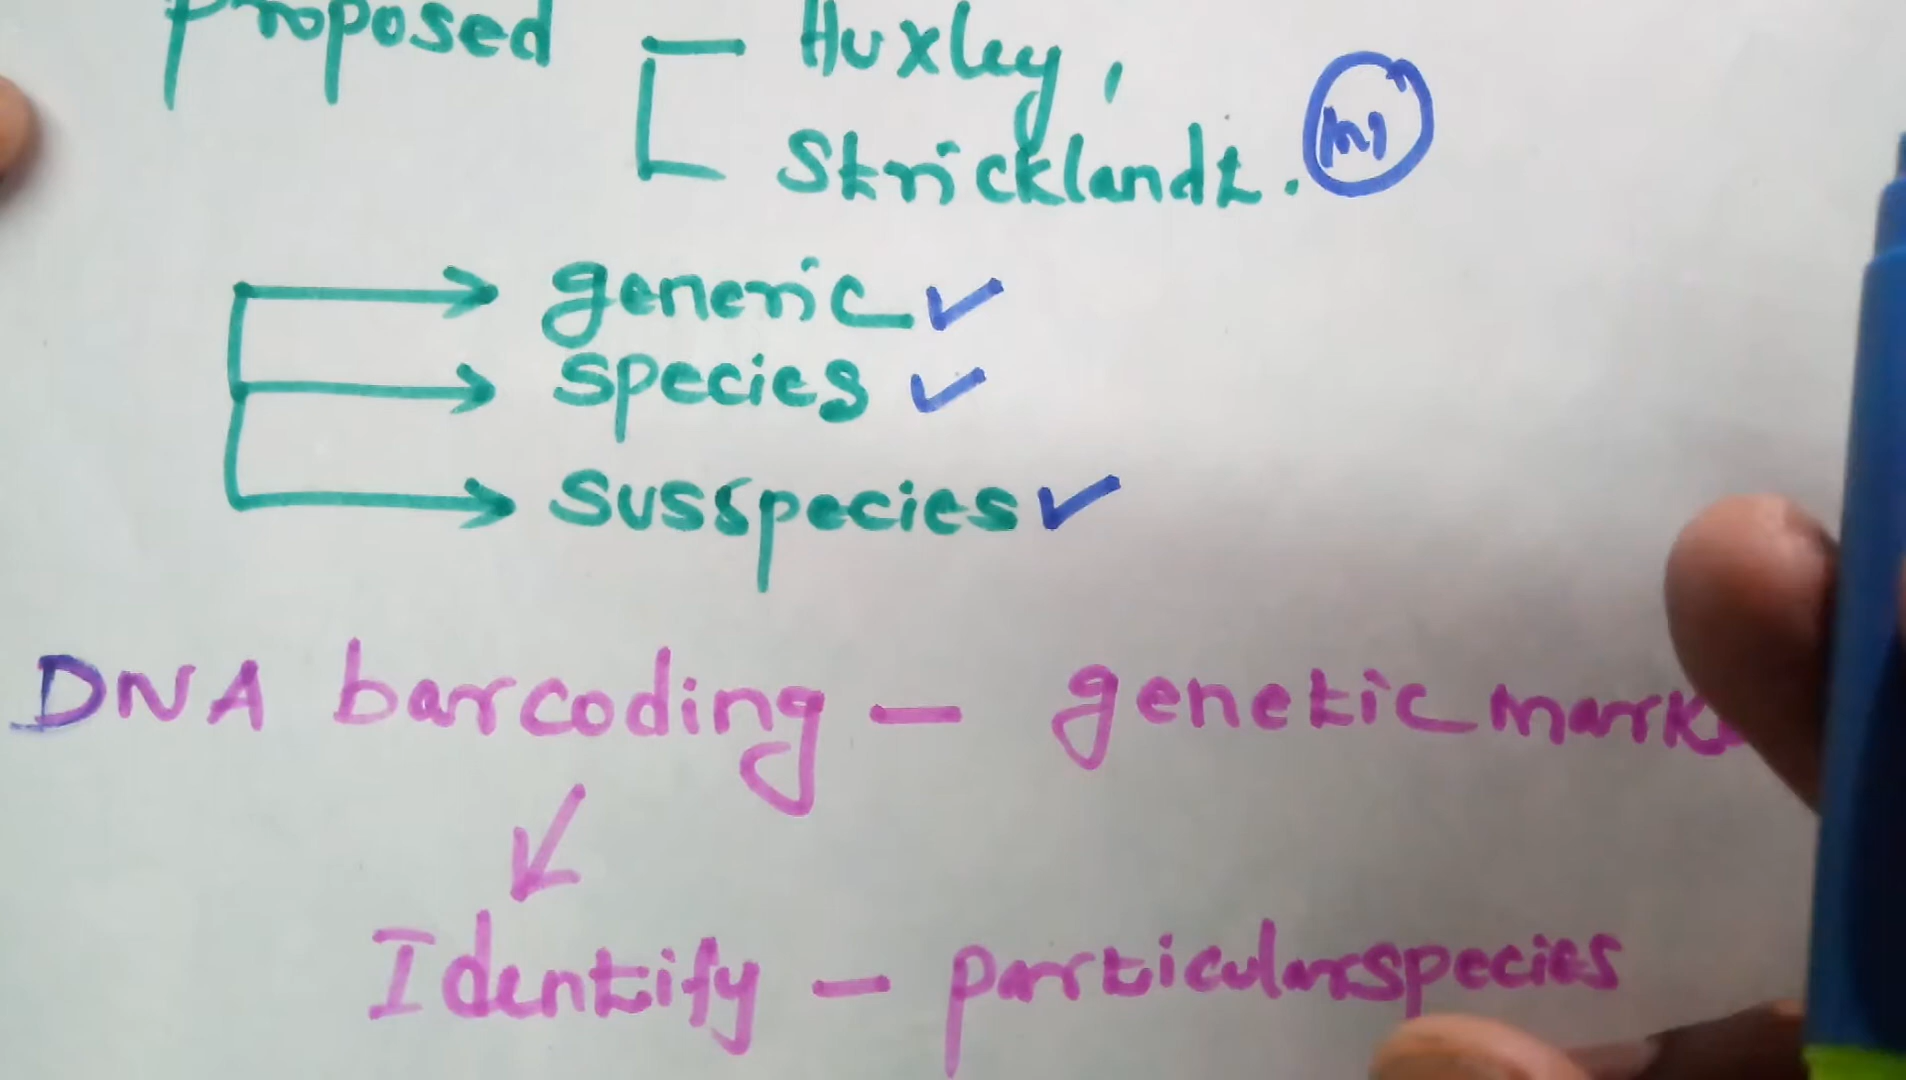 proposed Huxley,
Stricklandt.
generic
species
susspecies
DNA barcoding - genetic mark
Identify - particularspecies